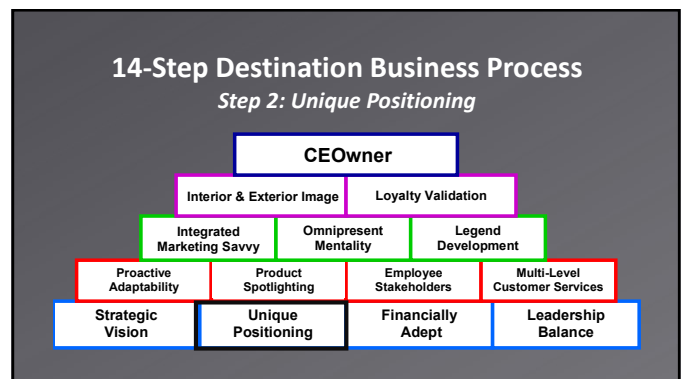 14-Step Destination Business Process
Step 2: Unique Positioning
CEOwner
Interior & Exterior Image
Loyalty Validation
Integrated
Marketing Savvy
Omnipresent
Mentality
Legend
Development
Proactive
Adaptability
Product
Spotlighting
Employee
Stakeholders
Multi-Level
Customer Services
Strategic
Vision
Unique
Positioning
Financially
Adept
Leadership
Balance